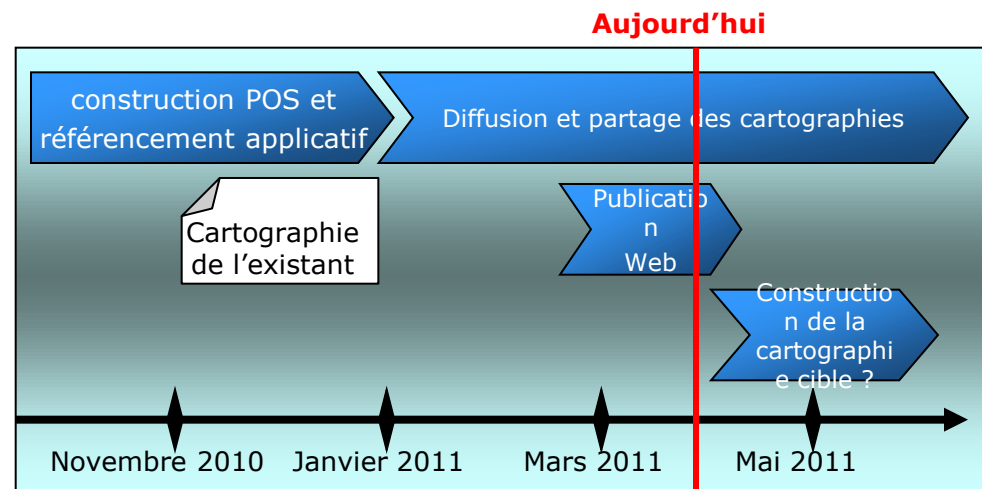 Aujourd’hui
construction POS et
référencement applicatif
Diffusion et partage des cartographies
Cartographie
de l’existant
Publicatio
n
Web
Constructio
n de la
cartographi
e cible ?
Novembre 2010
Janvier 2011
Mars 2011
Mai 2011